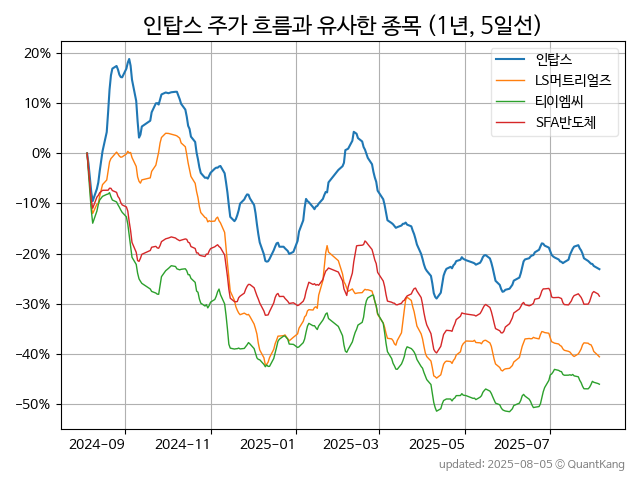 인탑스 주가 흐름과 유사한 종목 (1년, 5일선)
인탑스
LS머트리얼즈
티이엠씨
SFA반도체
20%
10%
0%
−10%
−20%
−30%
−40%
−50%
2024−09
2024−11
2025−01
2025−03
2025−05
2025−07
updated: 2025-08-05 © QuantKang